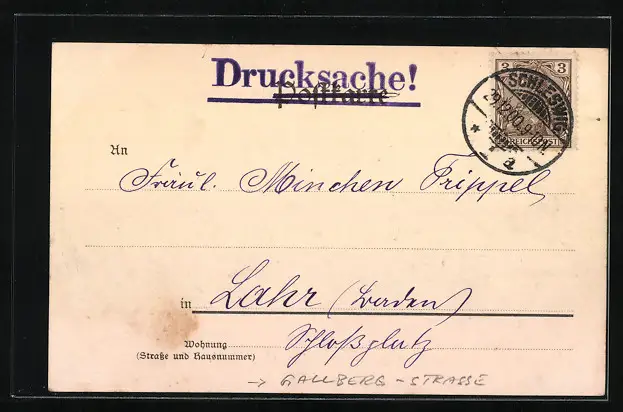 Drucksache!
Postkarte
3 3
REICHSPOST
SCHLESWIG
a
An
Fräul. Minchen Trippel
in Lahr (Baden)
Wohnung
(Straße und Hausnummer)
Schloßplatz
→ GALLBERG - STRASSE